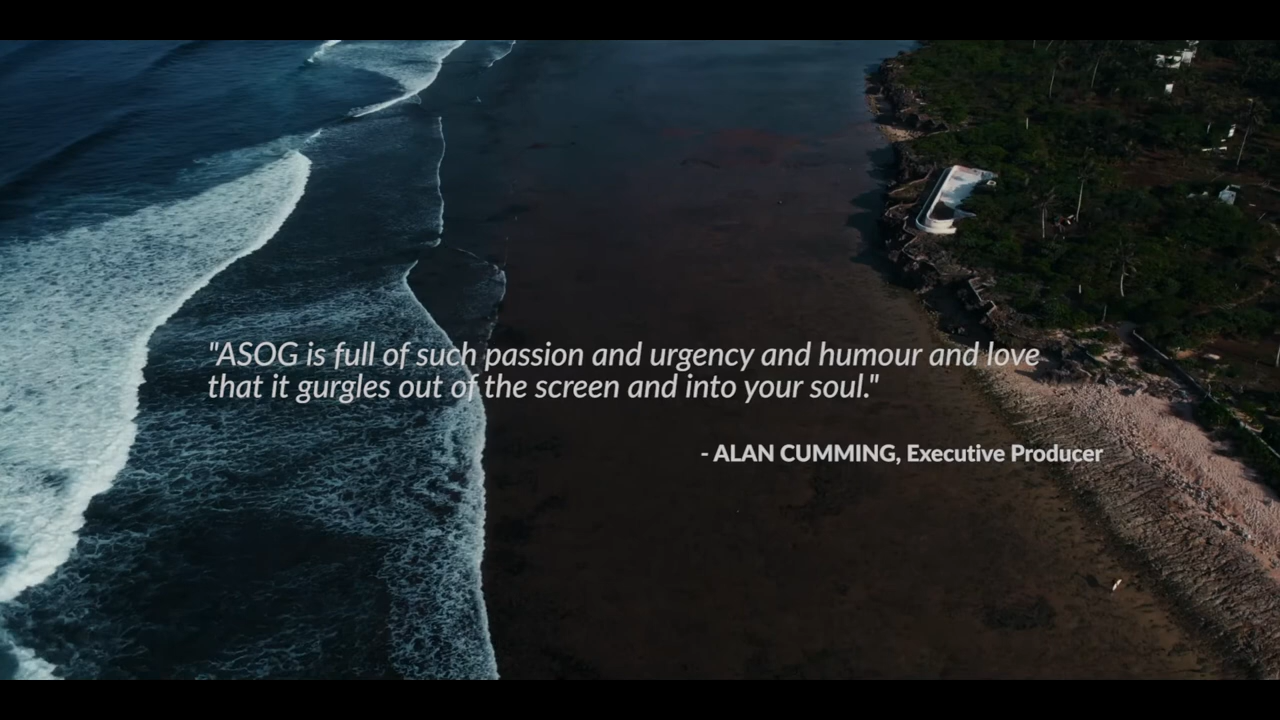 "ASOG is full of such passion and urgency and humour and love
that it gurgles out of the screen and into your soul."
- ALAN CUMMING, Executive Producer